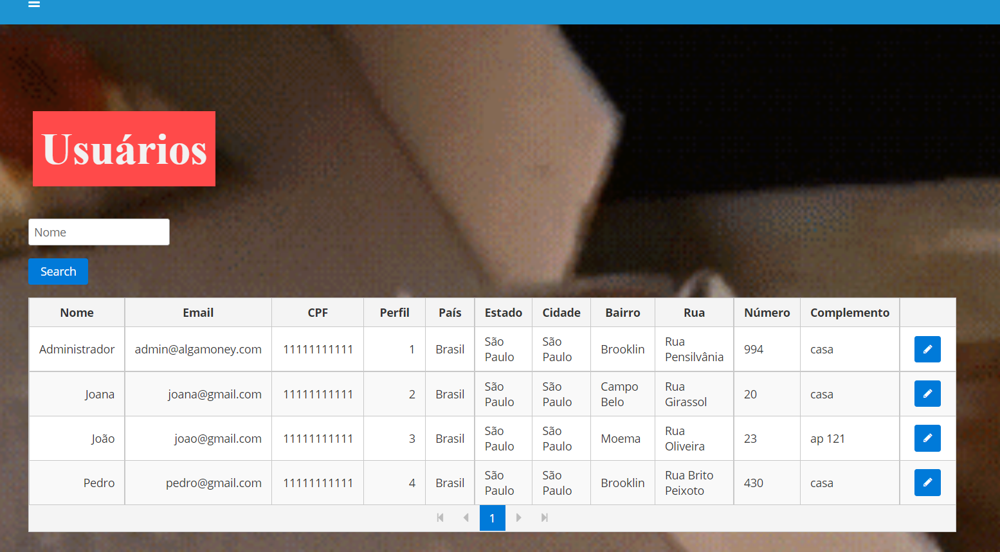 Usuários
Nome
Search
Nome Email CPF Perfil País Estado Cidade Bairro Rua Número Complemento
Administrador admin@algamoney.com 11111111111 1 Brasil São Paulo São Paulo Brooklin Rua Pensilvânia 994 casa
Joana joana@gmail.com 11111111111 2 Brasil São Paulo São Paulo Campo Belo Rua Girassol 20 casa
João joao@gmail.com 11111111111 3 Brasil São Paulo São Paulo Moema Rua Oliveira 23 ap 121
Pedro pedro@gmail.com 11111111111 4 Brasil São Paulo São Paulo Brooklin Rua Brito Peixoto 430 casa
1